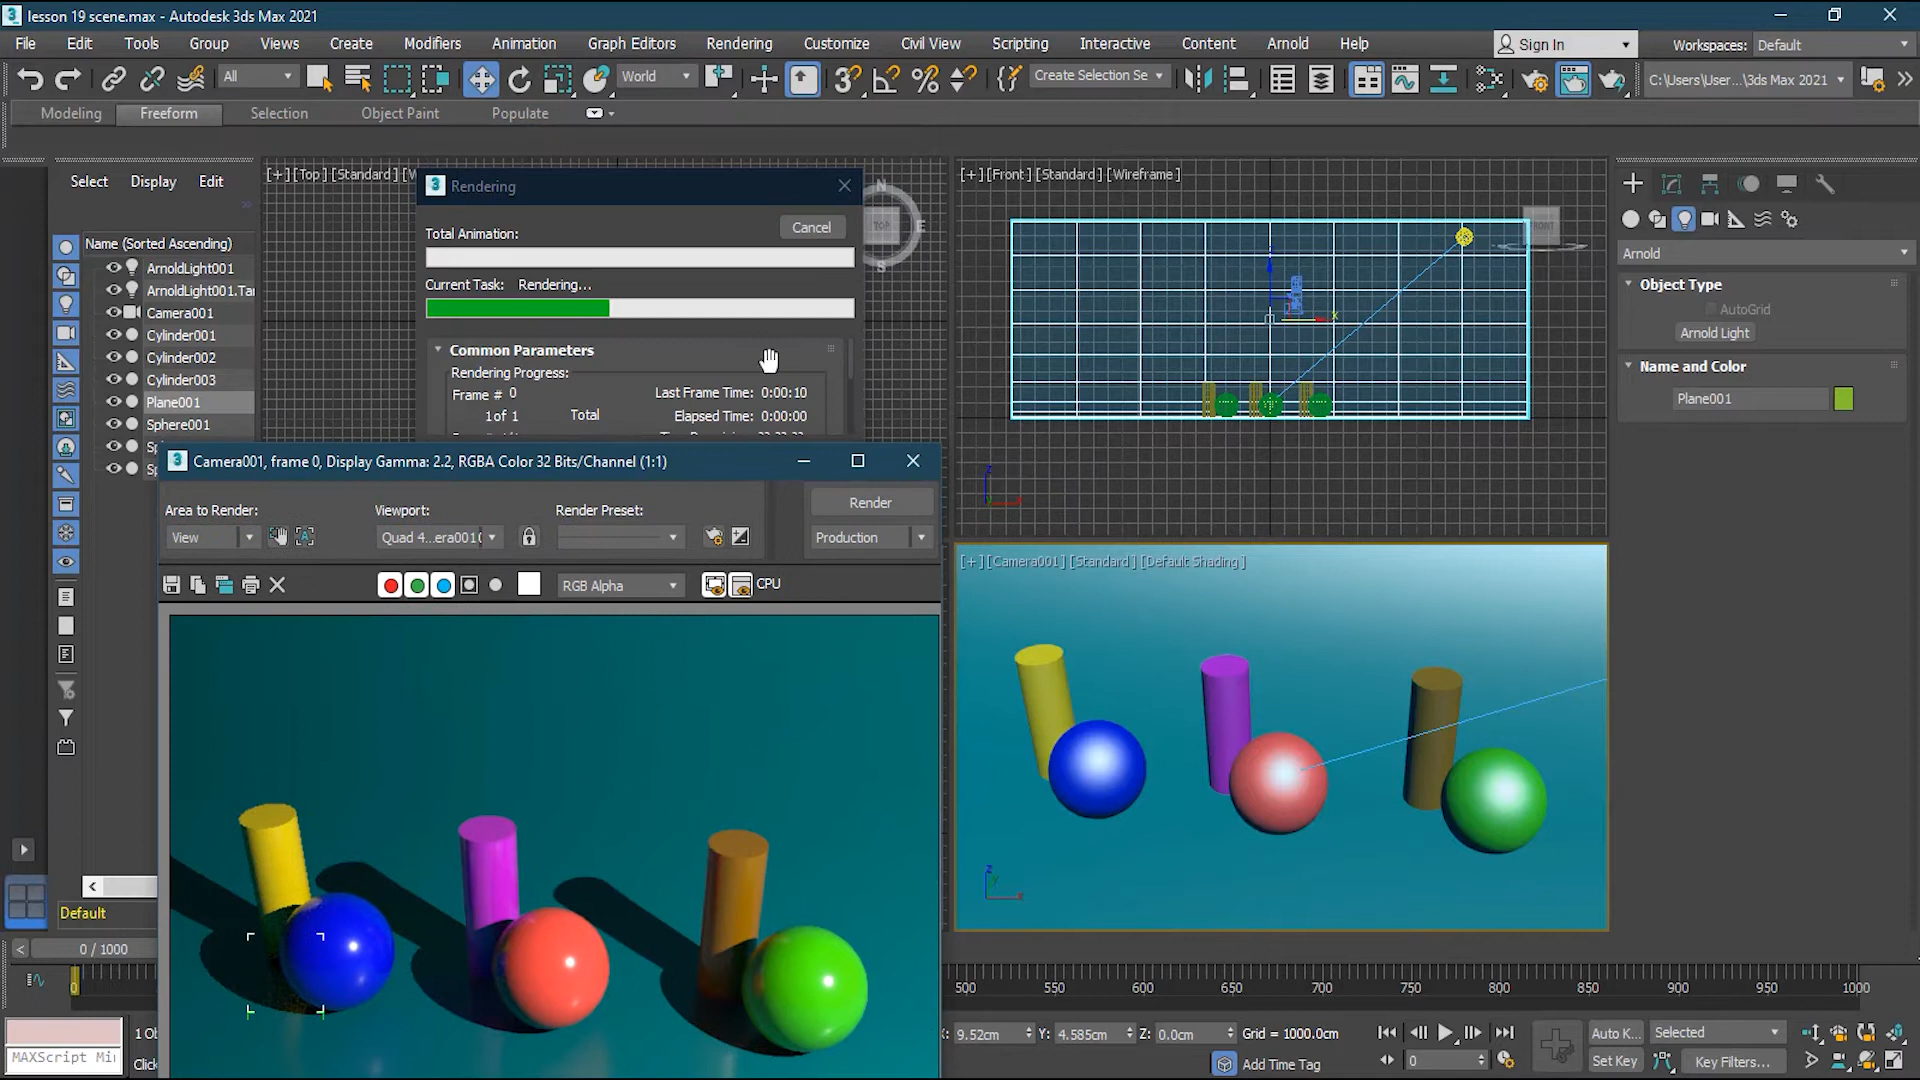 lesson 19 scene.max - Autodesk 3ds Max 2021
File Edit Tools Group Views Create Modifiers Animation Graph Editors Rendering Customize Civil View Scripting Interactive Content Arnold Help Sign In Workspaces: Default
All World Create Selection Se C:\Users\User...\3ds Max 2021
Modeling Freeform Selection Object Paint Populate
Select Display Edit
[+] [Top] [Standard] [W
[+] [Front] [Standard] [Wireframe]
Rendering
Cancel
Total Animation:
Current Task: Rendering...
Common Parameters
Rendering Progress:
Frame # 0 Last Frame Time: 0:00:10
1 of 1 Total Elapsed Time: 0:00:00
N
TOP
E
S
FRONT
Name (Sorted Ascending)
ArnoldLight001
ArnoldLight001.Tar
Camera001
Cylinder001
Cylinder002
Cylinder003
Plane001
Sphere001
Sp
Sp
Arnold
Object Type
AutoGrid
Arnold Light
Name and Color
Plane001
Camera001, frame 0, Display Gamma: 2.2, RGBA Color 32 Bits/Channel (1:1)
Area to Render: Viewport: Render Preset: Render
View Quad 4...era001( Production
RGB Alpha CPU
[+] [Camera001] [Standard] [Default Shading]
Default
0 / 1000
0 500 550 600 650 700 750 800 850 900 950 1000
MAXScript Mi
1 Ob
Click
X: 9.52cm Y: 4.585cm Z: 0.0cm Grid = 1000.0cm
Add Time Tag
0
Auto K... Selected
Set Key Key Filters...